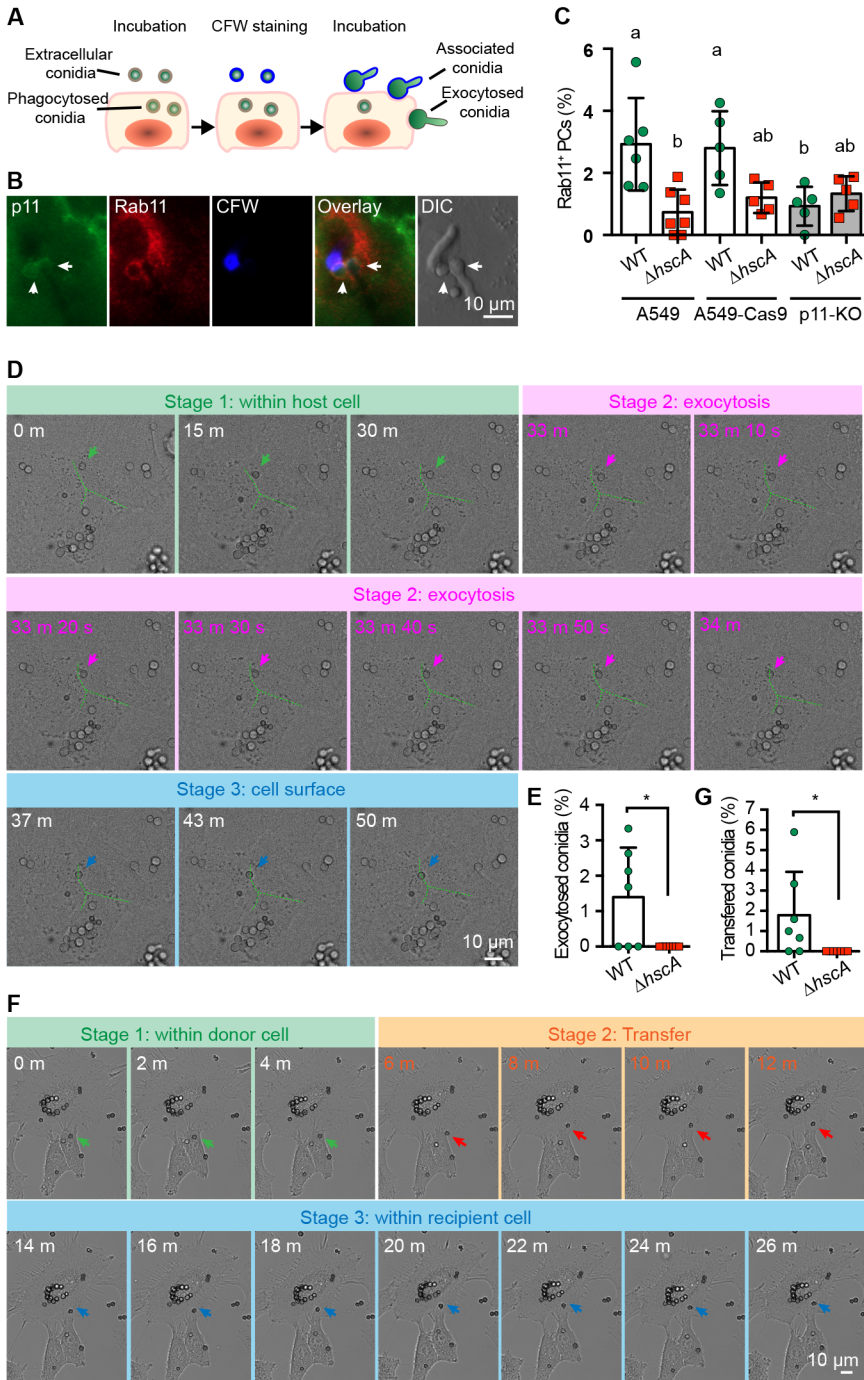 A
Incubation CFW staining Incubation
Extracellular conidia
Phagocytosed conidia
Associated conidia
Exocytosed conidia
B
p11 Rab11 CFW Overlay DIC
10 µm
C
Rab11⁺ PCs (%)
6
4
2
0
a b a ab b ab
WT ΔhscA WT ΔhscA WT ΔhscA
A549 A549-Cas9 p11-KO
D
Stage 1: within host cell Stage 2: exocytosis
0 m 15 m 30 m 33 m 33 m 10 s
Stage 2: exocytosis
33 m 20 s 33 m 30 s 33 m 40 s 33 m 50 s 34 m
Stage 3: cell surface
37 m 43 m 50 m
10 µm
E
Exocytosed conidia (%)
4
3
2
1
0
*
WT ΔhscA
G
Transfered conidia (%)
7
6
5
4
3
2
1
0
*
WT ΔhscA
F
Stage 1: within donor cell Stage 2: Transfer
0 m 2 m 4 m 6 m 8 m 10 m 12 m
Stage 3: within recipient cell
14 m 16 m 18 m 20 m 22 m 24 m 26 m
10 µm